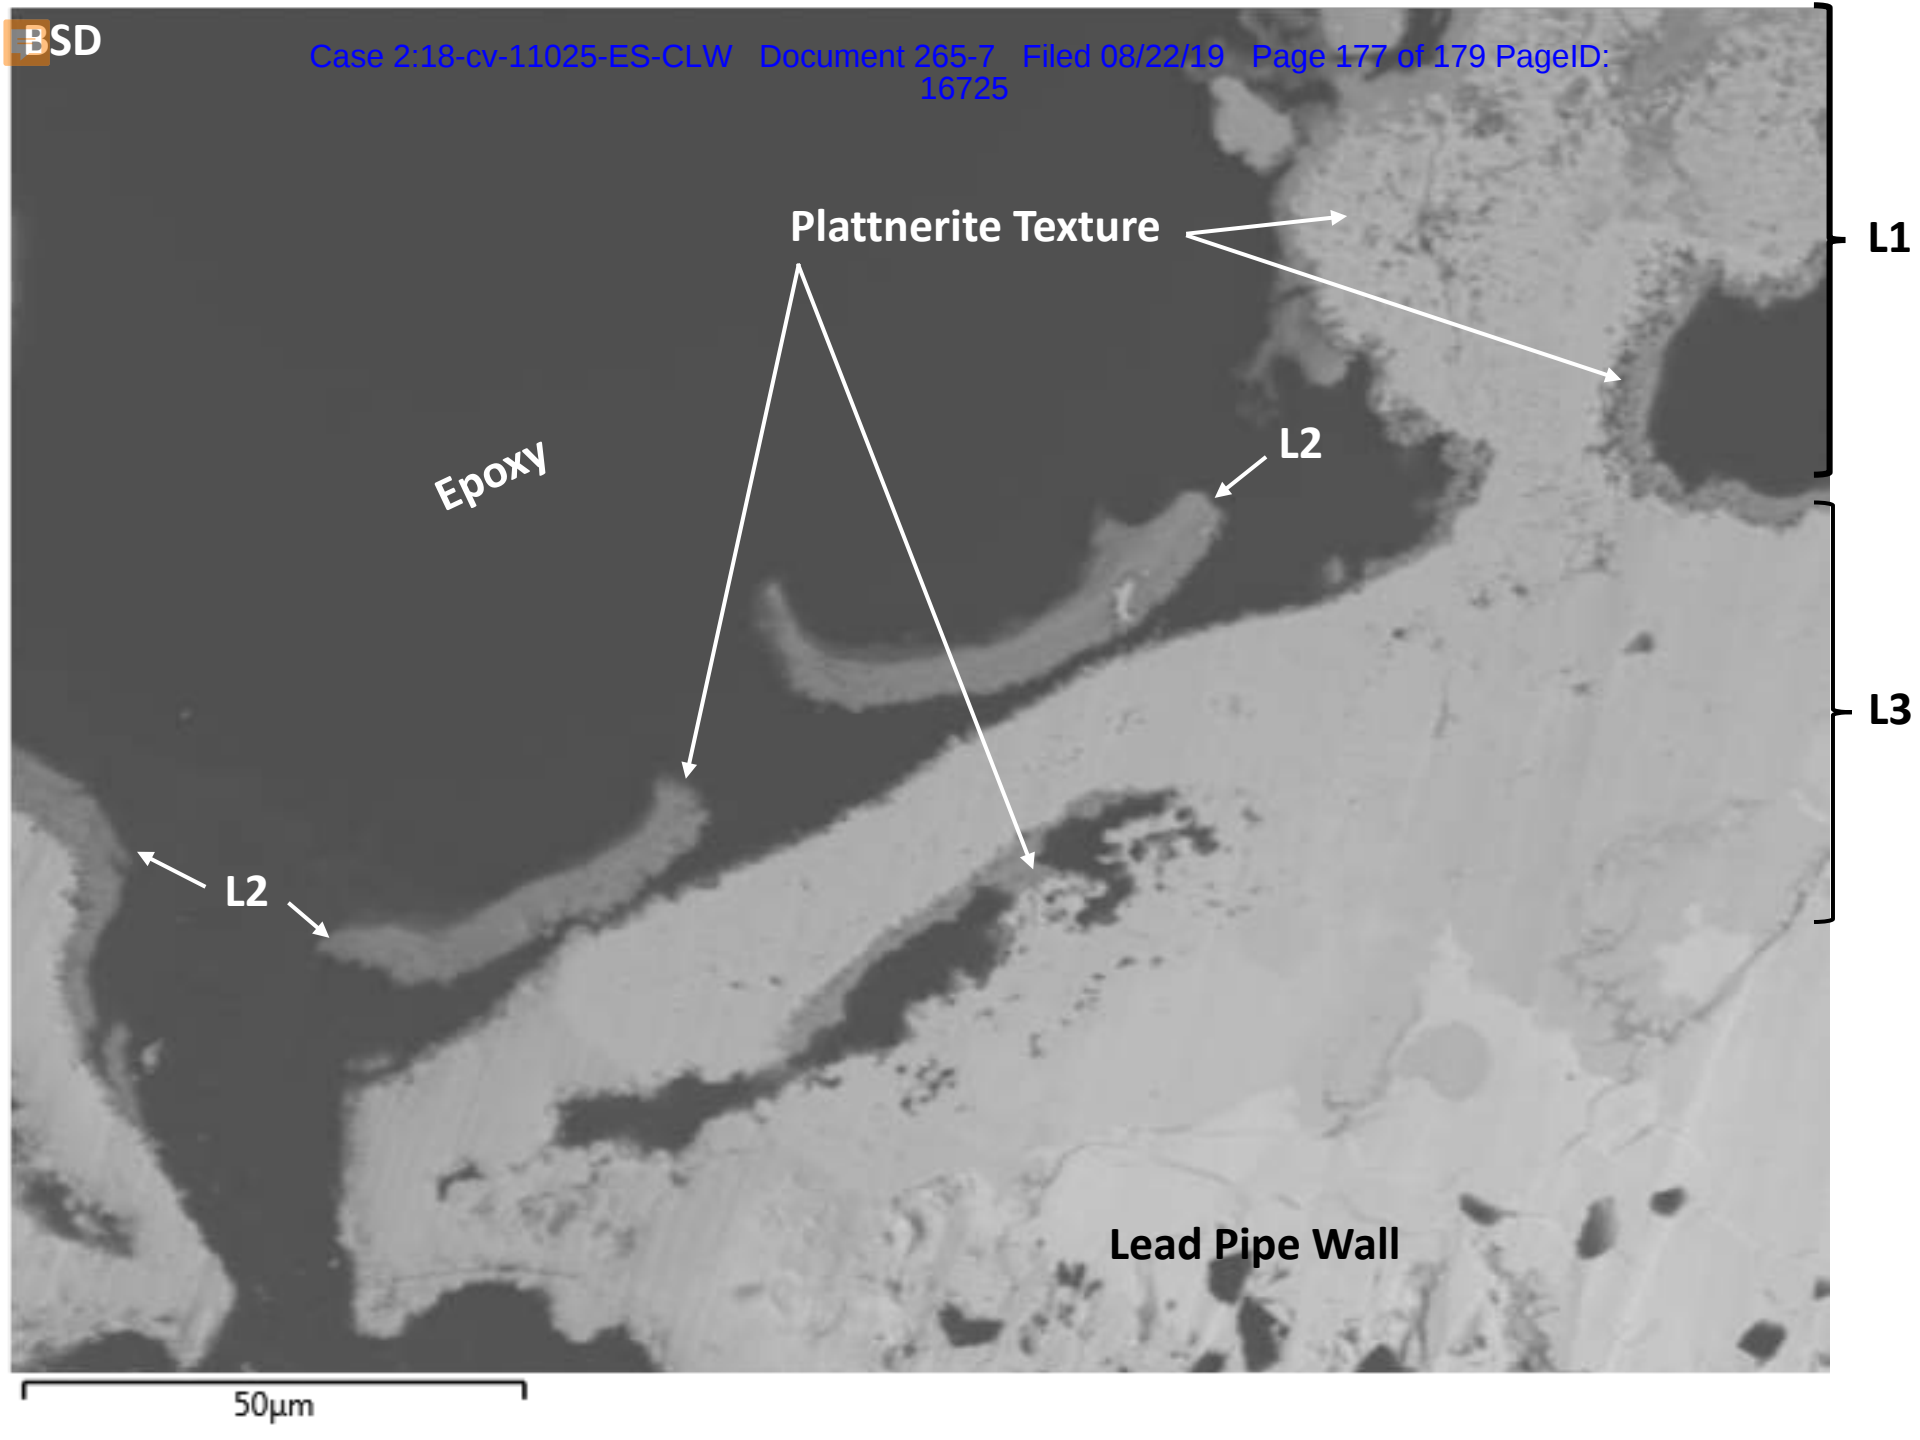 BSD
Case 2:18-cv-11025-ES-CLW Document 265-7 Filed 08/22/19 Page 177 of 179 PageID:
16725
Plattnerite Texture
L1
L2
Epoxy
L3
L2
Lead Pipe Wall
50µm